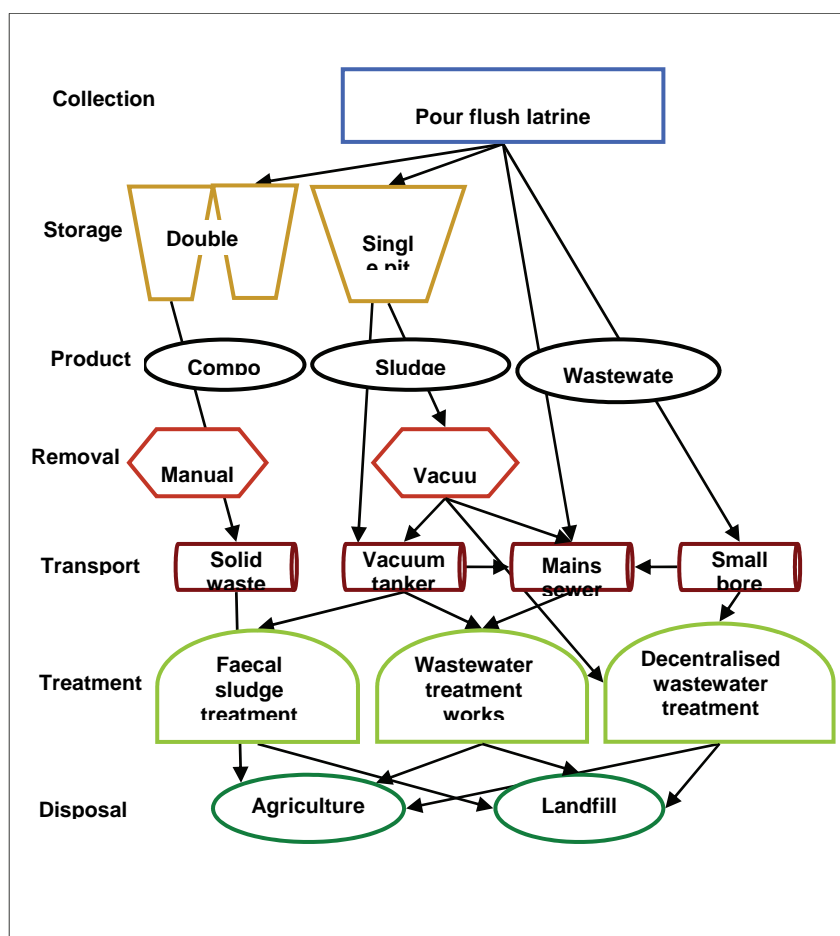 Collection
Pour flush latrine
Storage
Double
Singl
e pit
Product
Compo
Sludge
Wastewate
Removal
Manual
Vacuu
Transport
Solid
waste
Vacuum
tanker
Mains
sewer
Small
bore
Treatment
Faecal
sludge
treatment
Wastewater
treatment
works
Decentralised
wastewater
treatment
Disposal
Agriculture
Landfill